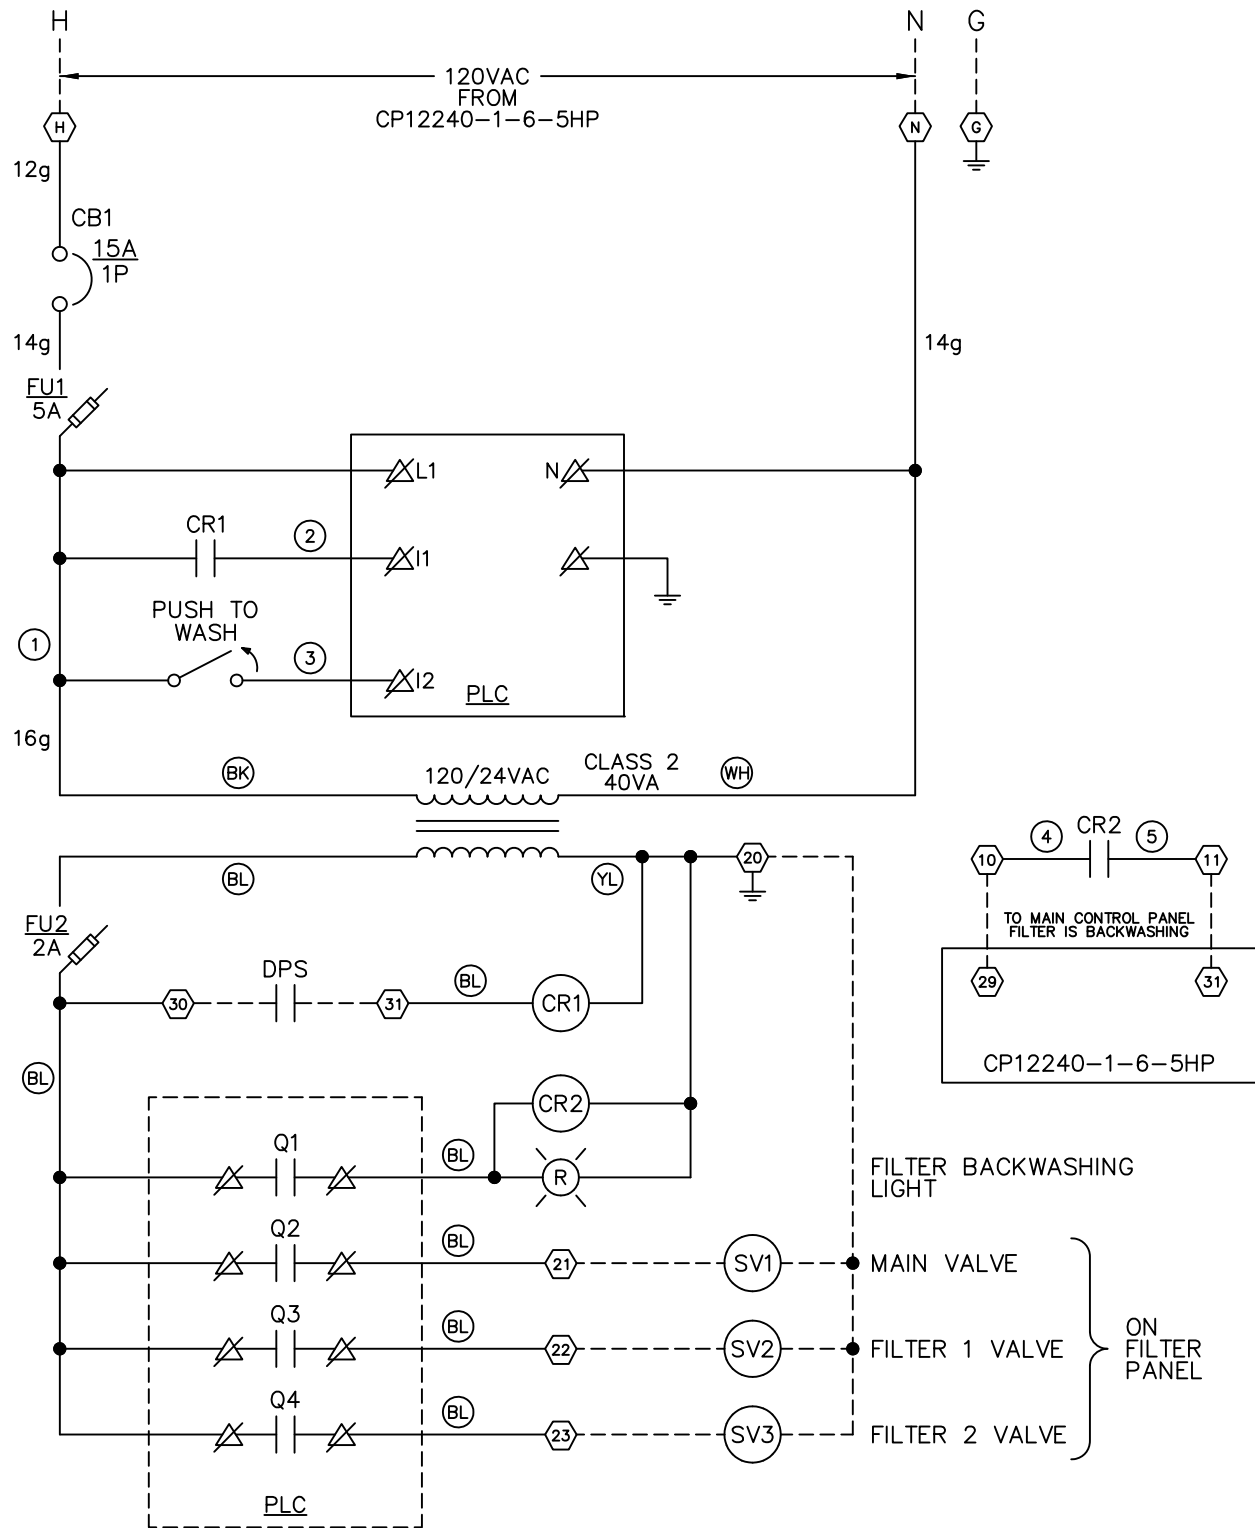 H
N
G
120VAC
FROM
CP12240-1-6-5HP
H
N
G
12g
CB1
15A
1P
14g
14g
FU1
5A
L1
N
CR1
2
I1
PUSH TO
WASH
1
3
I2
PLC
16g
BK
120/24VAC
CLASS 2
40VA
WH
BL
YL
20
10
4
CR2
5
11
TO MAIN CONTROL PANEL
FILTER IS BACKWASHING
29
31
CP12240-1-6-5HP
FU2
2A
DPS
30
31
BL
CR1
BL
CR2
Q1
BL
R
FILTER BACKWASHING
LIGHT
Q2
BL
21
SV1
MAIN VALVE
Q3
BL
22
SV2
FILTER 1 VALVE
ON
FILTER
PANEL
Q4
BL
23
SV3
FILTER 2 VALVE
PLC